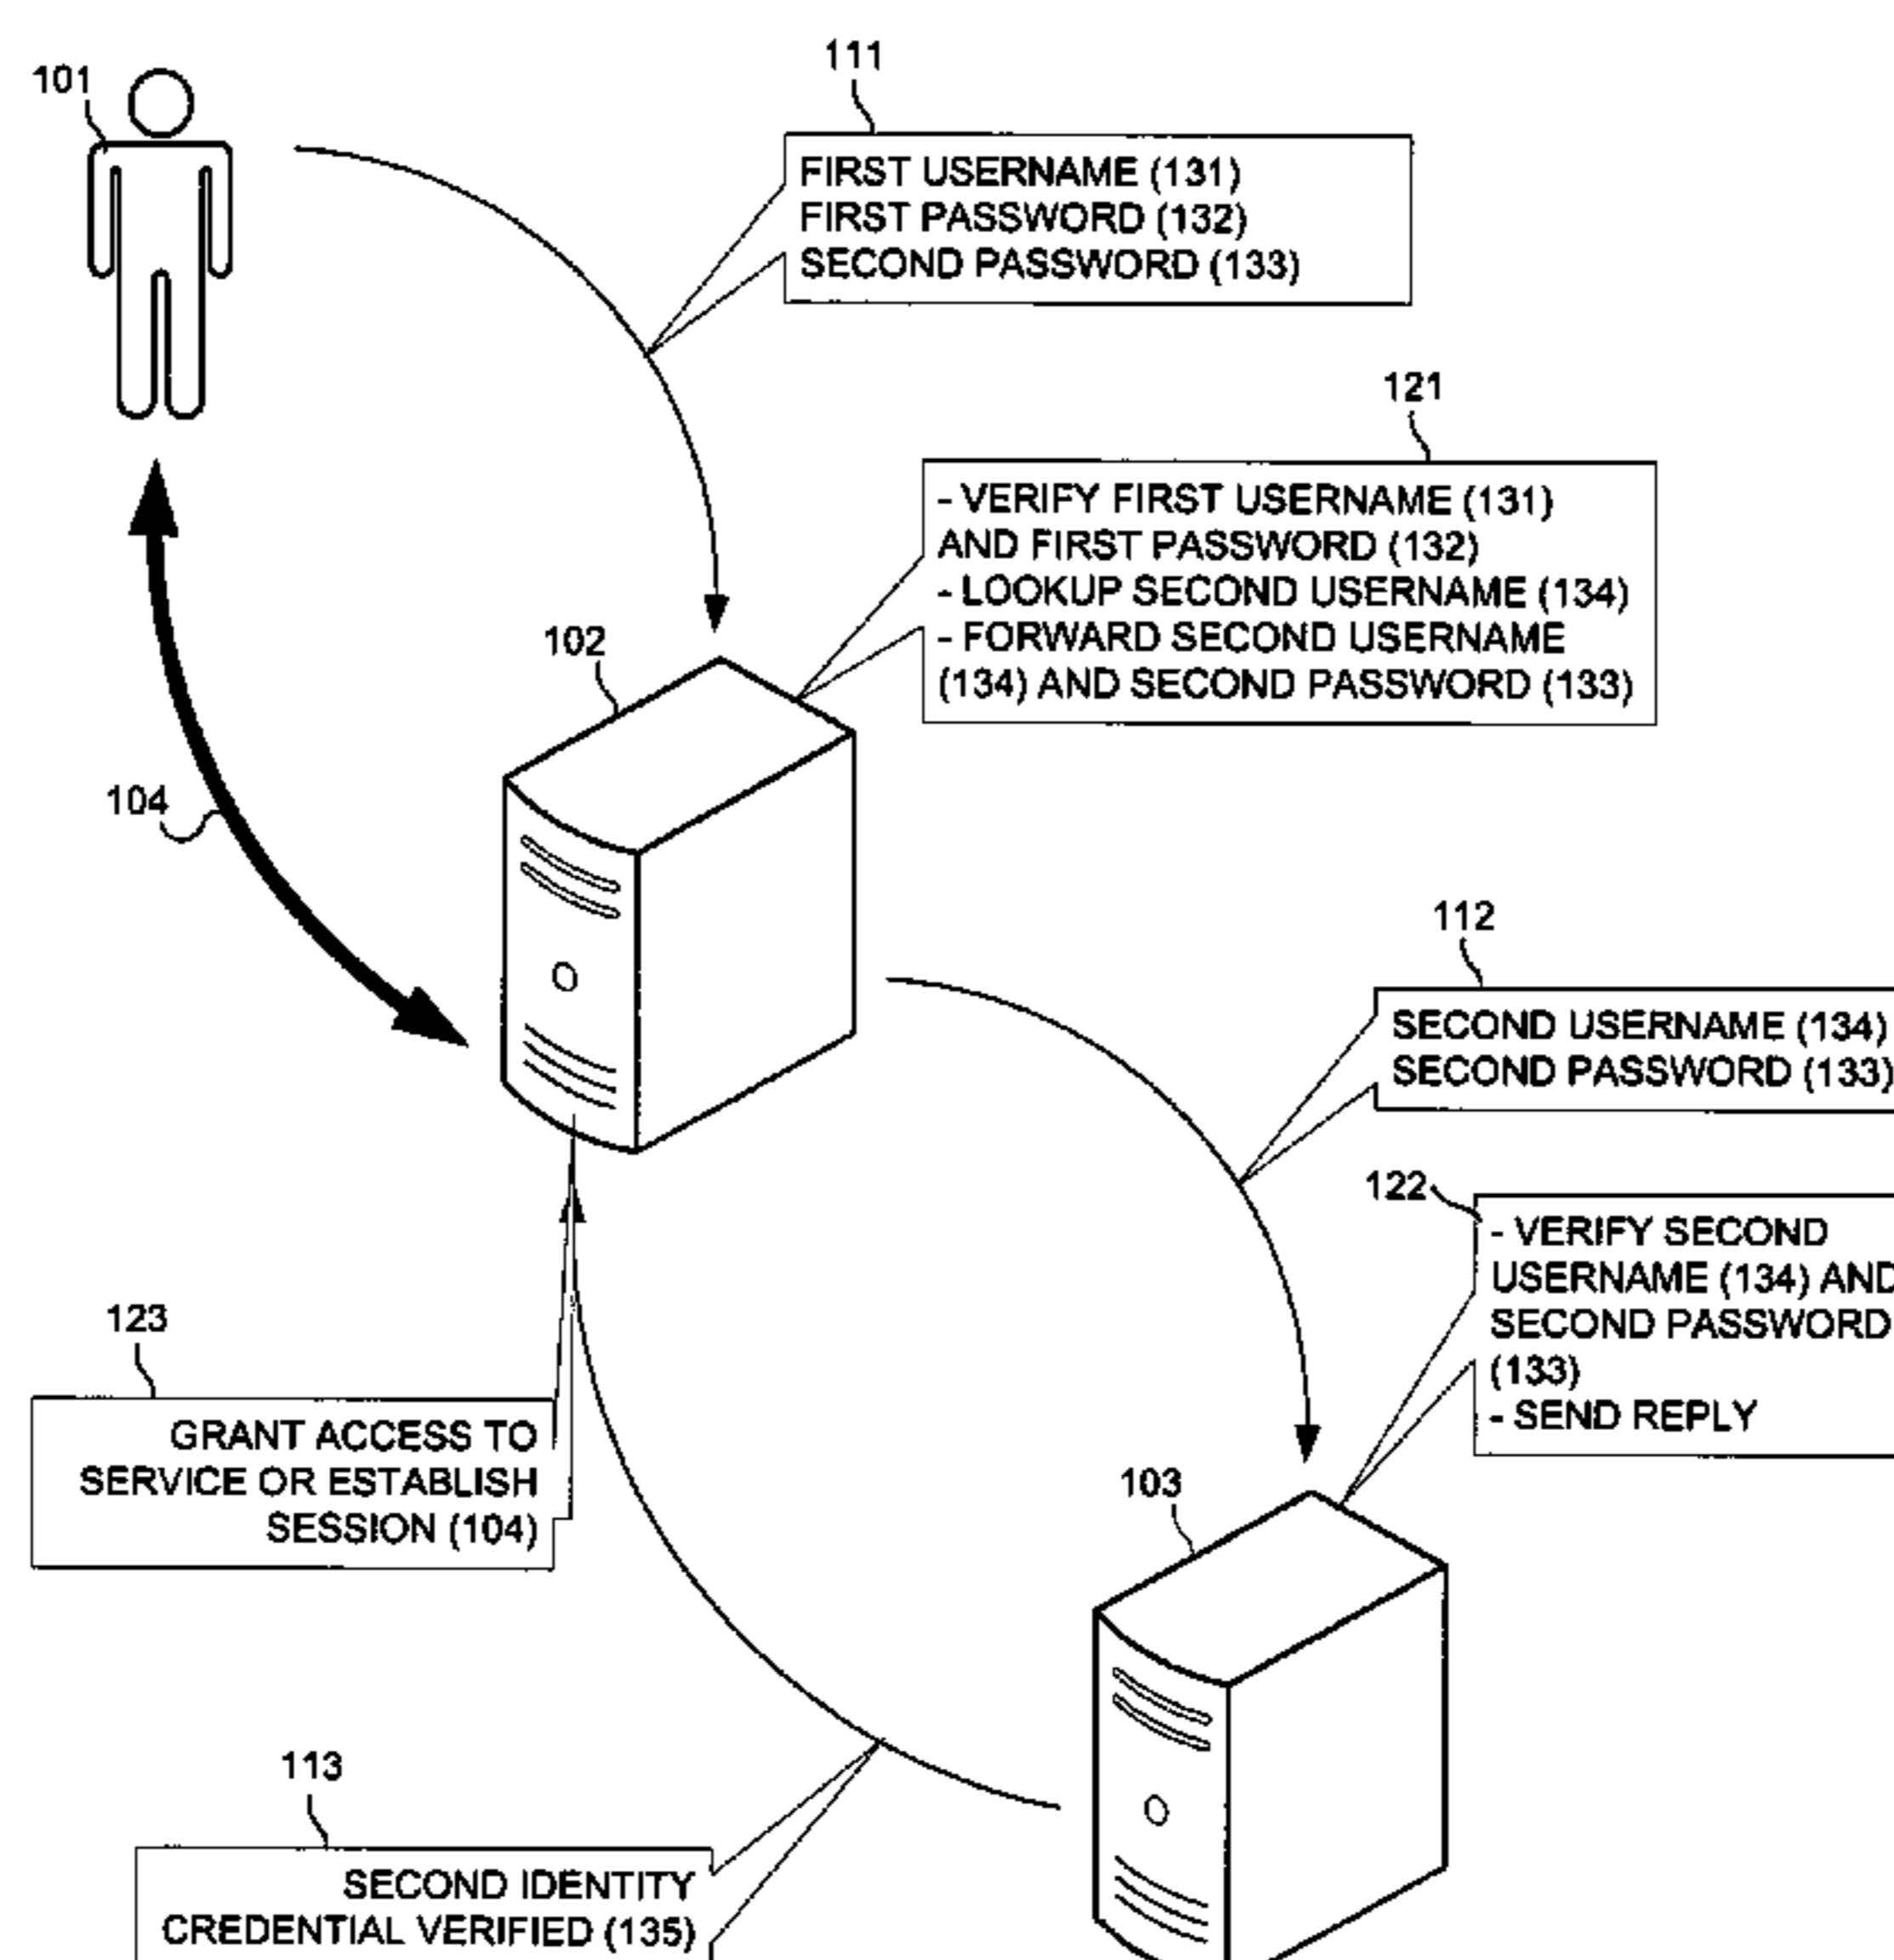 111
101
FIRST USERNAME (131)
FIRST PASSWORD (132)
SECOND PASSWORD (133)
121
- VERIFY FIRST USERNAME (131)
AND FIRST PASSWORD (132)
- LOOKUP SECOND USERNAME (134)
- FORWARD SECOND USERNAME
(134) AND SECOND PASSWORD (133)
102
104
112
SECOND USERNAME (134)
SECOND PASSWORD (133)
122
- VERIFY SECOND
USERNAME (134) AND
SECOND PASSWORD
(133)
- SEND REPLY
123
GRANT ACCESS TO
SERVICE OR ESTABLISH
SESSION (104)
103
113
SECOND IDENTITY
CREDENTIAL VERIFIED (135)